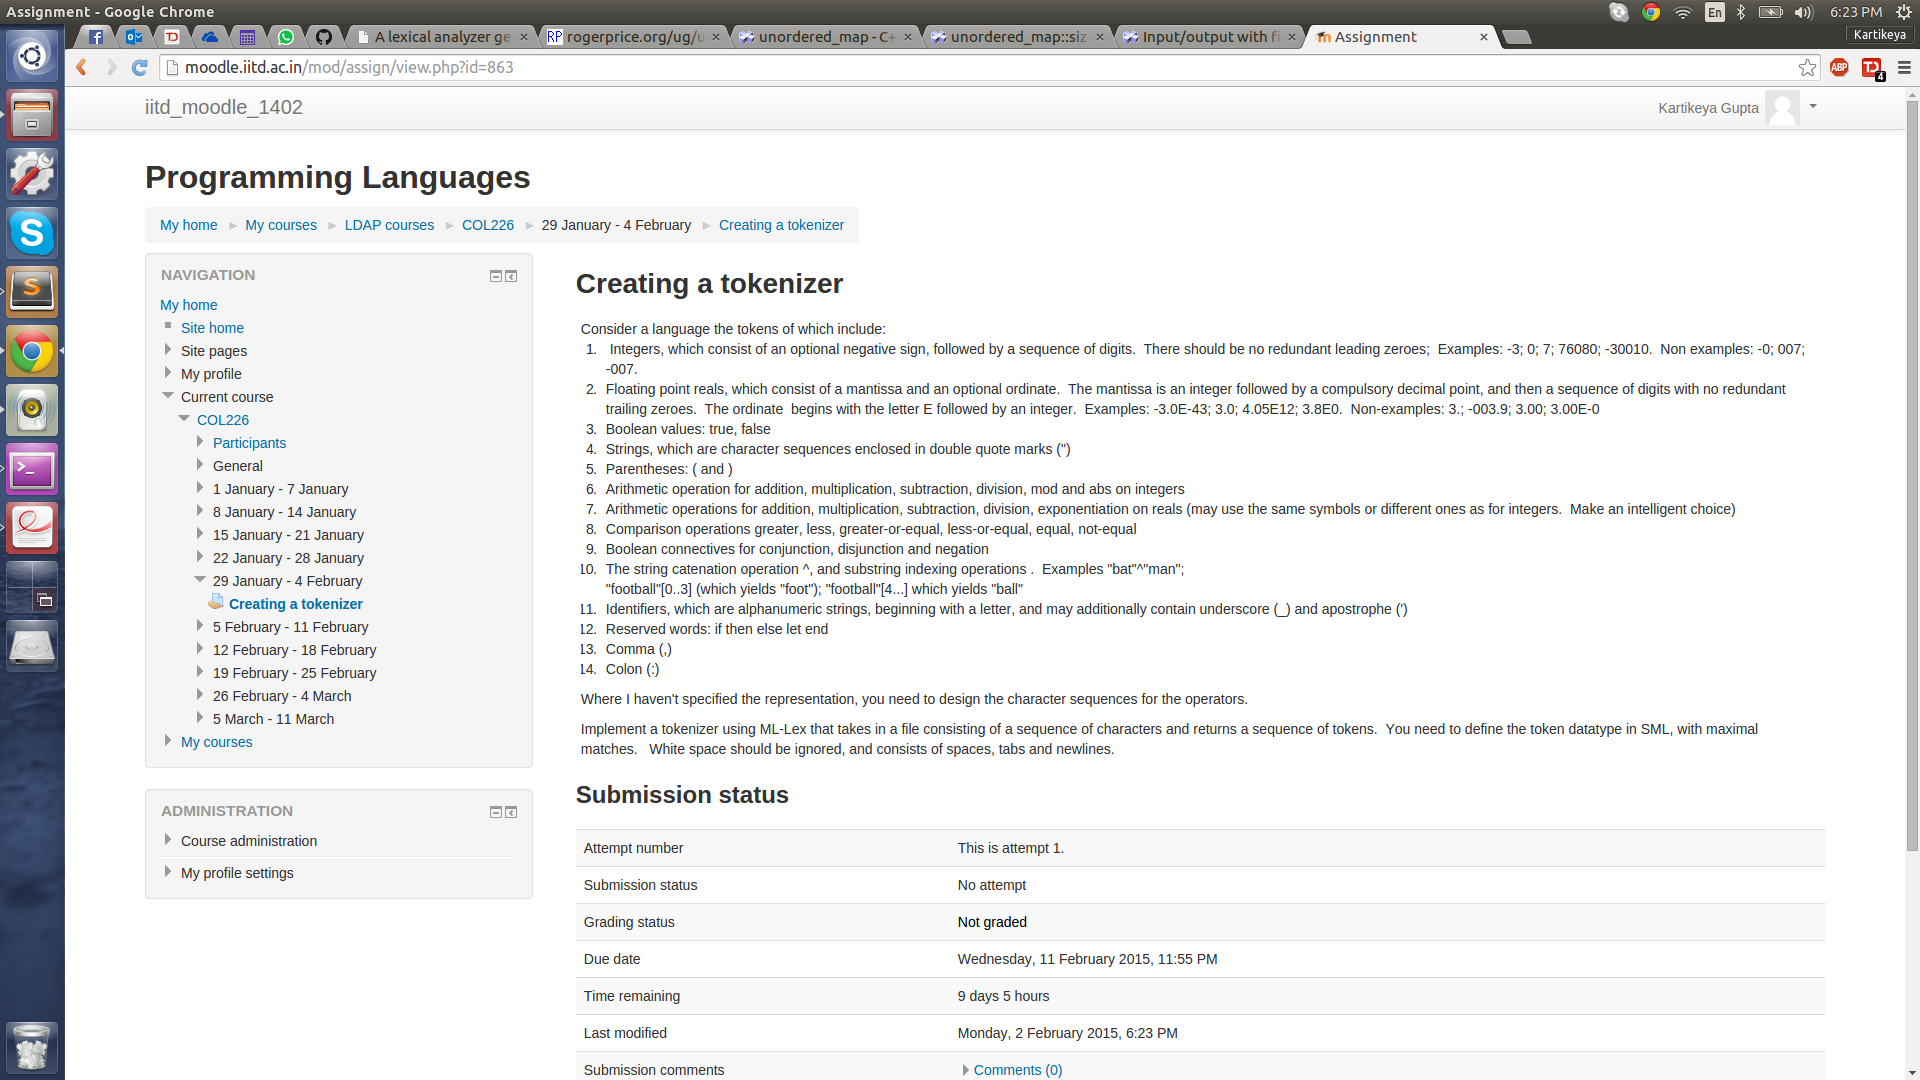 Assignment - Google Chrome
En
6:23 PM
A lexical analyzer ge
rogerprice.org/ug/u
unordered_map - C+
unordered_map::siz
Input/output with fi
Assignment
Kartikeya
moodle.iitd.ac.in/mod/assign/view.php?id=863
ABP
4
iitd_moodle_1402
Kartikeya Gupta
Programming Languages
My home ► My courses ► LDAP courses ► COL226 ► 29 January - 4 February ► Creating a tokenizer
NAVIGATION
My home
Site home
Site pages
My profile
Current course
COL226
Participants
General
1 January - 7 January
8 January - 14 January
15 January - 21 January
22 January - 28 January
29 January - 4 February
Creating a tokenizer
5 February - 11 February
12 February - 18 February
19 February - 25 February
26 February - 4 March
5 March - 11 March
My courses
ADMINISTRATION
Course administration
My profile settings
Creating a tokenizer
Consider a language the tokens of which include:
1. Integers, which consist of an optional negative sign, followed by a sequence of digits. There should be no redundant leading zeroes; Examples: -3; 0; 7; 76080; -30010. Non examples: -0; 007;
-007.
2. Floating point reals, which consist of a mantissa and an optional ordinate. The mantissa is an integer followed by a compulsory decimal point, and then a sequence of digits with no redundant
trailing zeroes. The ordinate begins with the letter E followed by an integer. Examples: -3.0E-43; 3.0; 4.05E12; 3.8E0. Non-examples: 3.; -003.9; 3.00; 3.00E-0
3. Boolean values: true, false
4. Strings, which are character sequences enclosed in double quote marks (")
5. Parentheses: ( and )
6. Arithmetic operation for addition, multiplication, subtraction, division, mod and abs on integers
7. Arithmetic operations for addition, multiplication, subtraction, division, exponentiation on reals (may use the same symbols or different ones as for integers. Make an intelligent choice)
8. Comparison operations greater, less, greater-or-equal, less-or-equal, equal, not-equal
9. Boolean connectives for conjunction, disjunction and negation
10. The string catenation operation ^, and substring indexing operations . Examples "bat"^"man";
"football"[0..3] (which yields "foot"); "football"[4...] which yields "ball"
11. Identifiers, which are alphanumeric strings, beginning with a letter, and may additionally contain underscore (_) and apostrophe (')
12. Reserved words: if then else let end
13. Comma (,)
14. Colon (:)
Where I haven't specified the representation, you need to design the character sequences for the operators.
Implement a tokenizer using ML-Lex that takes in a file consisting of a sequence of characters and returns a sequence of tokens. You need to define the token datatype in SML, with maximal
matches. White space should be ignored, and consists of spaces, tabs and newlines.
Submission status
Attempt number This is attempt 1.
Submission status No attempt
Grading status Not graded
Due date Wednesday, 11 February 2015, 11:55 PM
Time remaining 9 days 5 hours
Last modified Monday, 2 February 2015, 6:23 PM
Submission comments Comments (0)